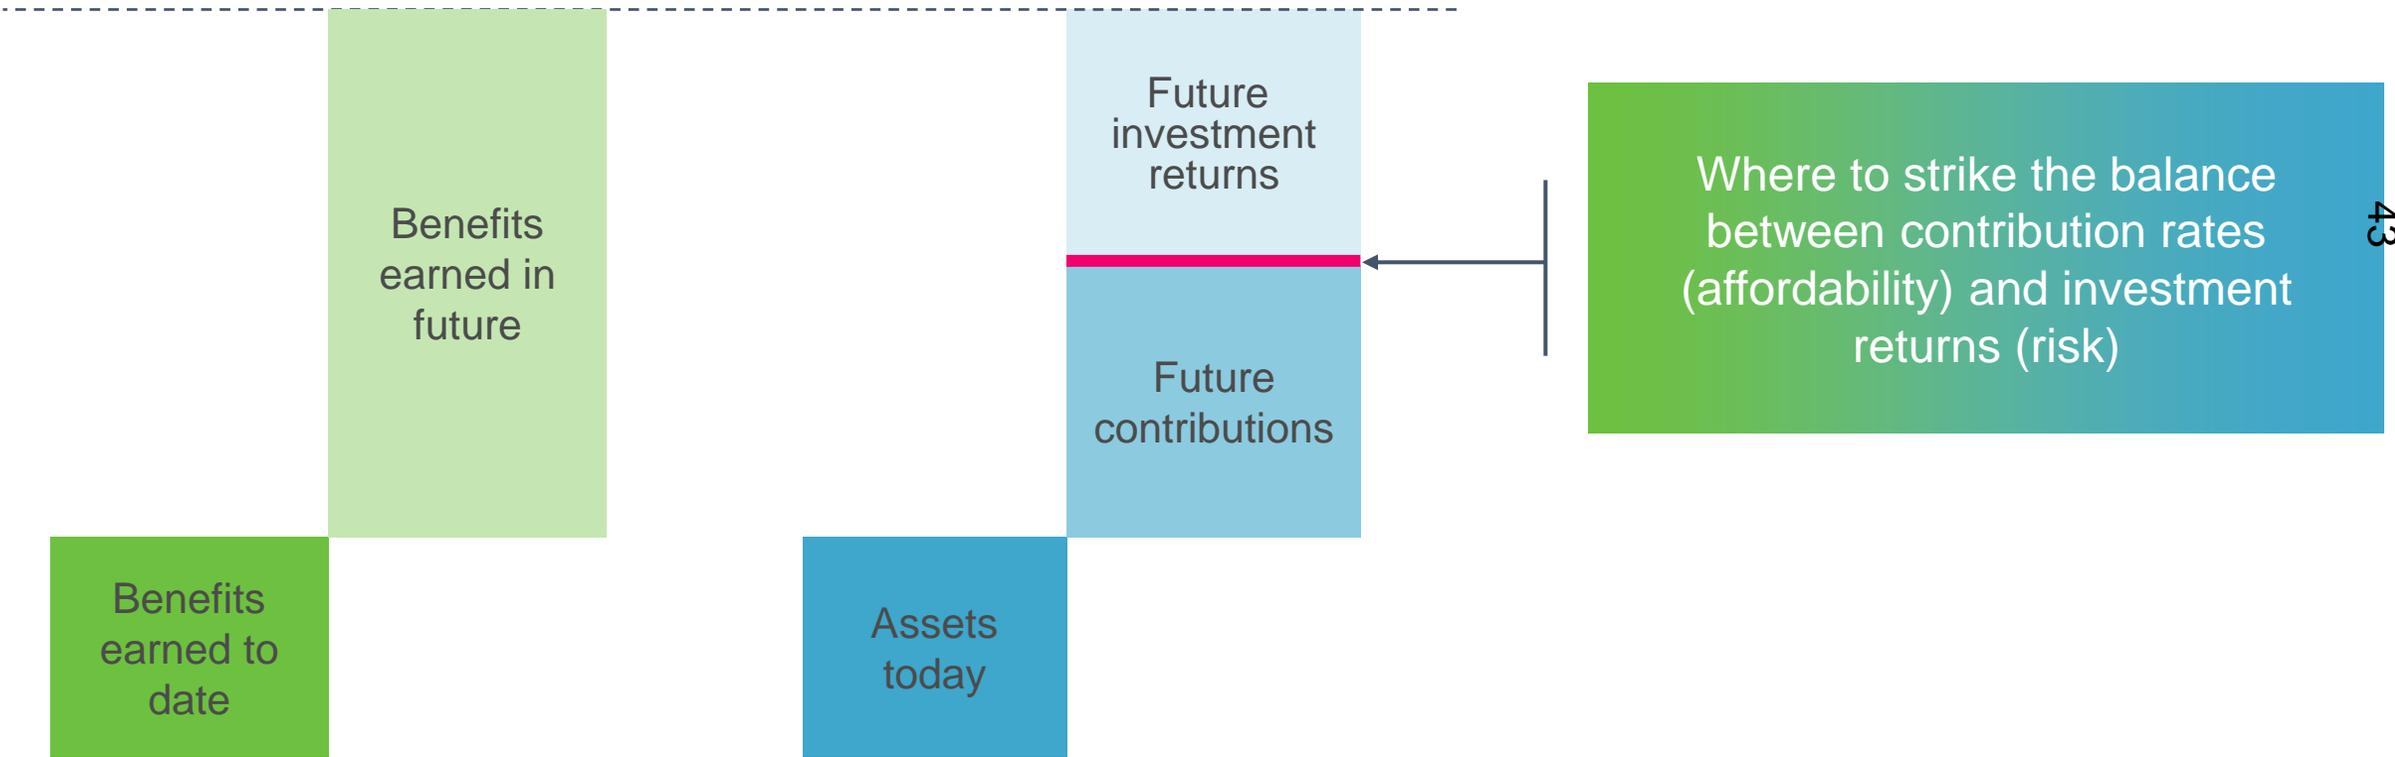 Future
investment
returns
Benefits
earned in
future
Future
contributions
Benefits
earned to
date
Assets
today
Where to strike the balance
between contribution rates
(affordability) and investment
returns (risk)
43